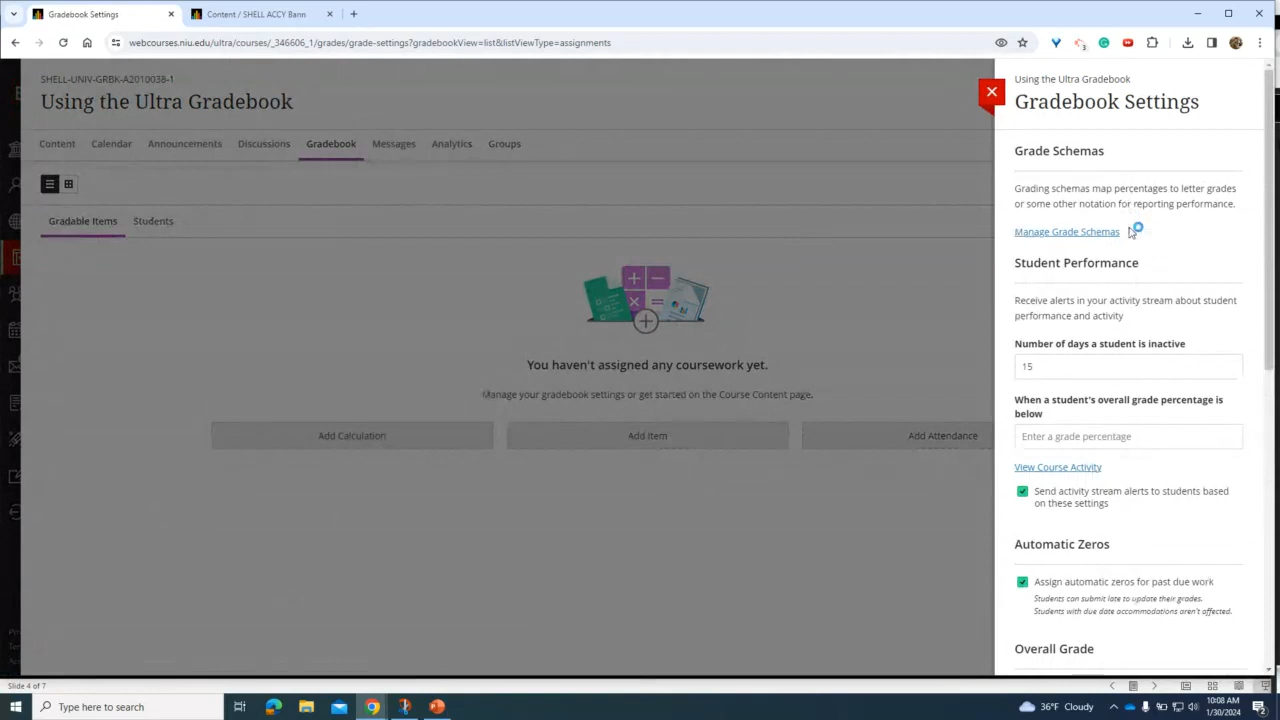 Gradebook Settings
Content / SHELL ACCY Bann
webcourses.niu.edu/ultra/courses/_346606_1/grades/grade-settings?gradebookView=list&listViewType=assignments
3
SHELL-UNIV-GRBK-A2010038-1
Using the Ultra Gradebook
Content
Calendar
Announcements
Discussions
Gradebook
Messages
Analytics
Groups
Gradable Items
Students
You haven't assigned any coursework yet.
Manage your gradebook settings or get started on the Course Content page.
Add Calculation
Add Item
Add Attendance
Using the Ultra Gradebook
Gradebook Settings
Grade Schemas
Grading schemas map percentages to letter grades
or some other notation for reporting performance.
Manage Grade Schemas
Student Performance
Receive alerts in your activity stream about student
performance and activity
Number of days a student is inactive
15
When a student's overall grade percentage is
below
Enter a grade percentage
View Course Activity
Send activity stream alerts to students based
on these settings
Automatic Zeros
Assign automatic zeros for past due work
Students can submit late to update their grades.
Students with due date accommodations aren't affected.
Overall Grade
Slide 4 of 7
Type here to search
36°F Cloudy
10:08 AM
1/30/2024
2